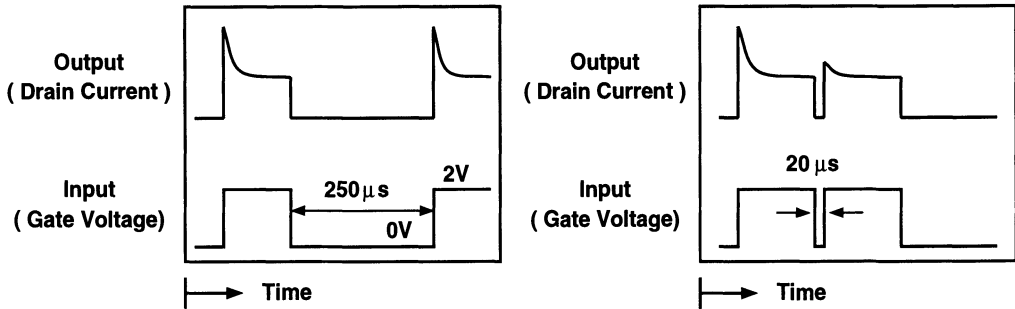 Output
( Drain Current )
Input
( Gate Voltage)
250 μs
2V
0V
Time
Output
( Drain Current )
Input
( Gate Voltage)
20 μs
Time